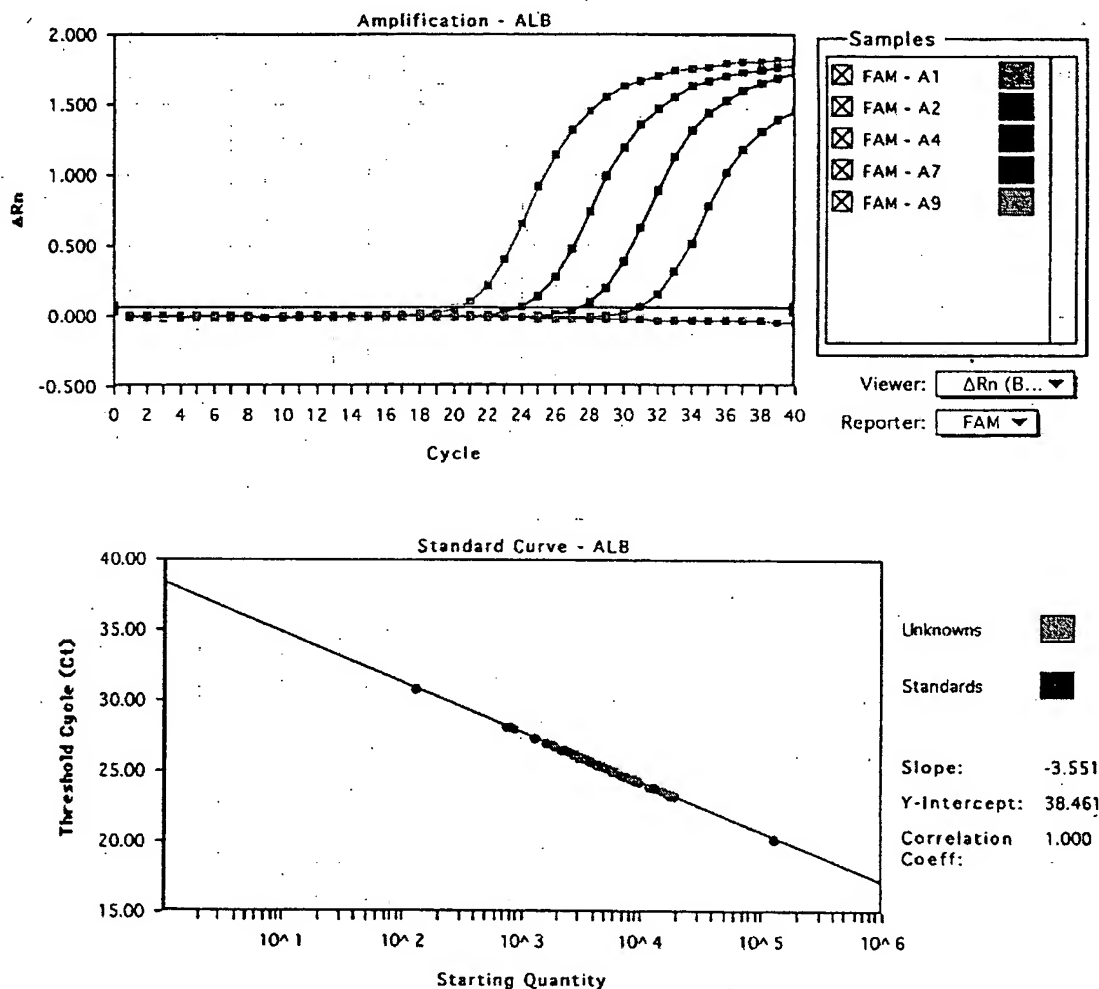 Amplification - ALB
2.000
1.500
1.000
0.500
0.000
-0.500
ΔRn
0 2 4 6 8 10 12 14 16 18 20 22 24 26 28 30 32 34 36 38 40
Cycle
Samples
FAM - A1
FAM - A2
FAM - A4
FAM - A7
FAM - A9
Viewer: ΔRn (B... ▼
Reporter: FAM ▼
Standard Curve - ALB
40.00
35.00
30.00
25.00
20.00
15.00
Threshold Cycle (Ct)
10^1 10^2 10^3 10^4 10^5 10^6
Starting Quantity
Unknowns
Standards
Slope: -3.551
Y-Intercept: 38.461
Correlation 1.000
Coeff: